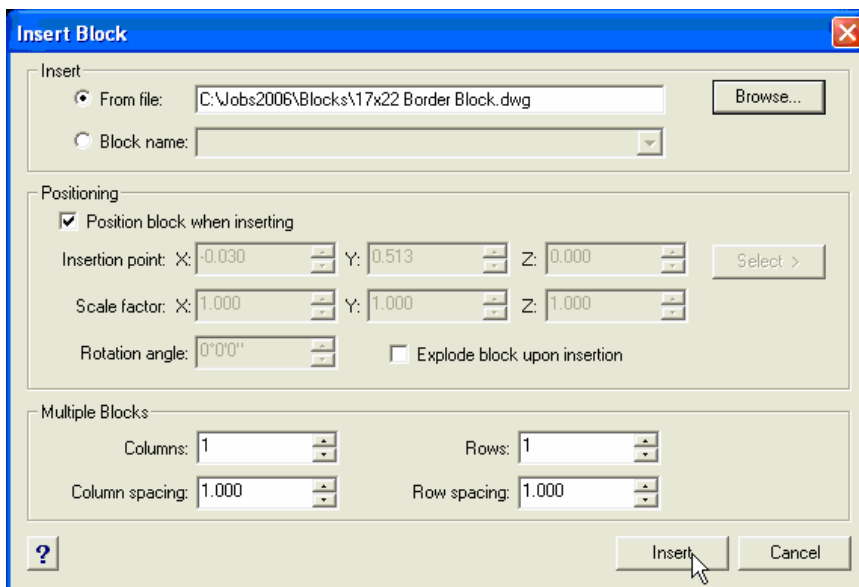 Insert Block
Insert
From file: C:\Jobs2006\Blocks\17x22 Border Block.dwg Browse...
Block name:
Positioning
Position block when inserting
Insertion point: X: -0.030 Y: 0.513 Z: 0.000 Select >
Scale factor: X: 1.000 Y: 1.000 Z: 1.000
Rotation angle: 0°0'0" Explode block upon insertion
Multiple Blocks
Columns: 1 Rows: 1
Column spacing: 1.000 Row spacing: 1.000
? Insert Cancel